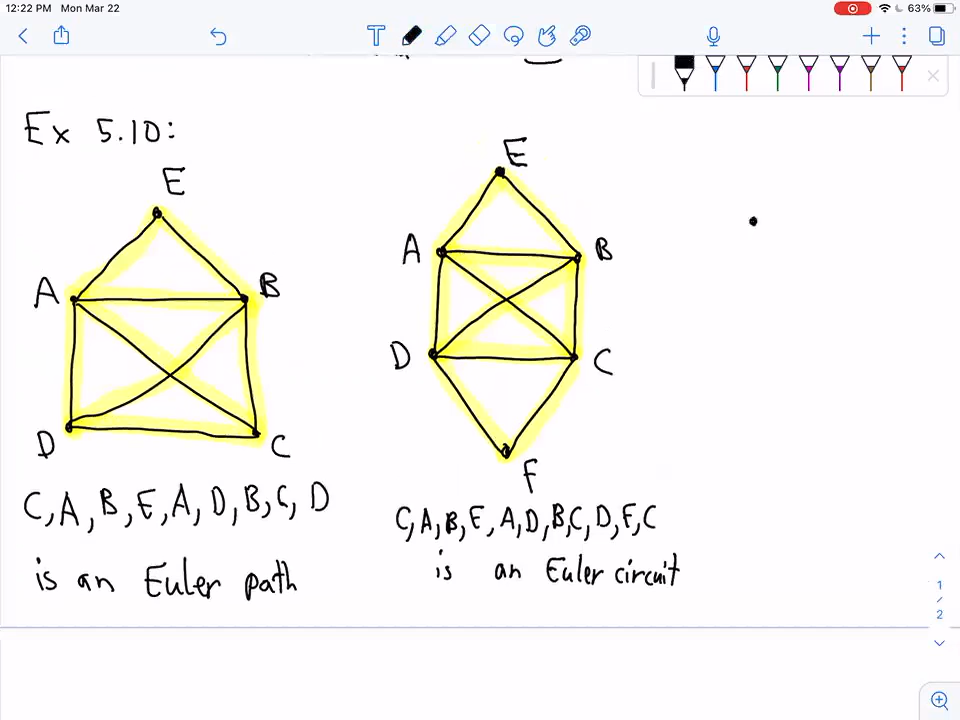 12:22 PM Mon Mar 22
63%
T
Ex 5.10:
E
A
B
D
C
C, A, B, E, A, D, B, C, D
is an Euler path
E
A
B
D
C
F
C, A, B, E, A, D, B, C, D, F, C
is an Euler circuit
1
/
2